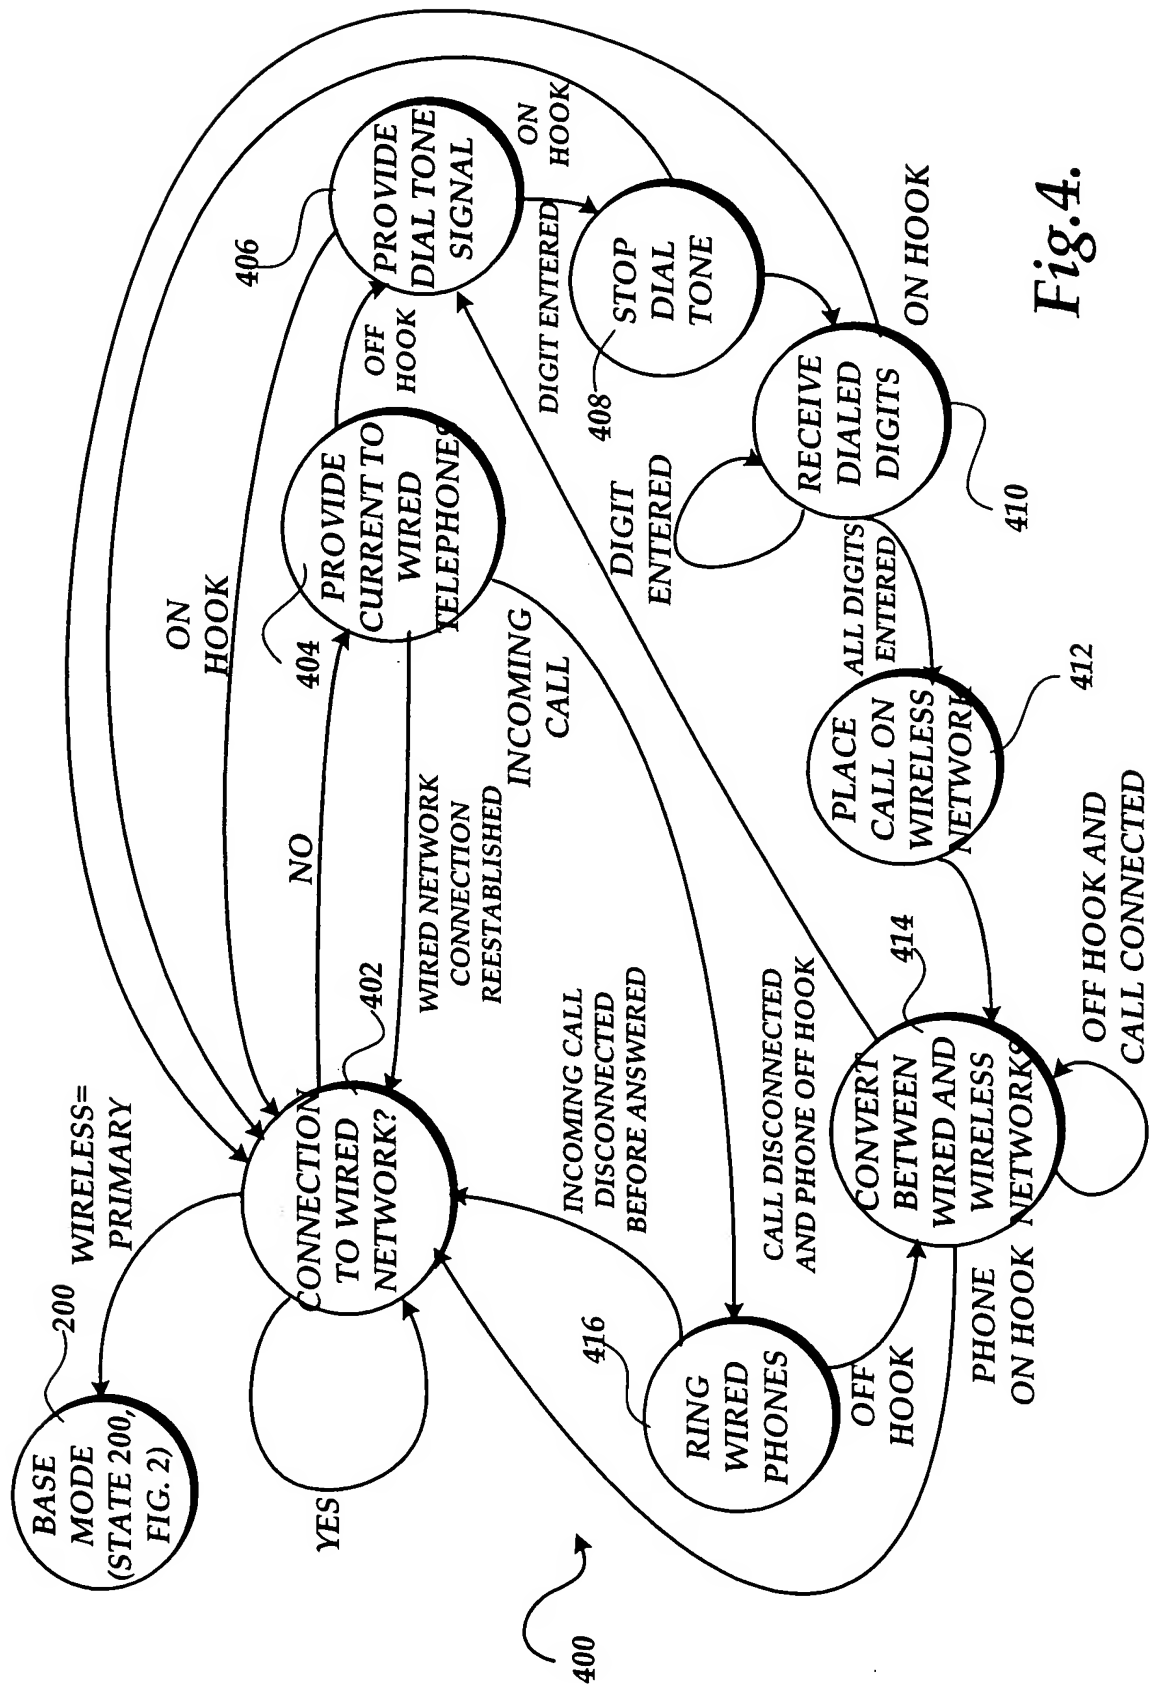 BASE
MODE
(STATE 200,
FIG. 2)
200
WIRELESS=
PRIMARY
YES
CONNECTION
TO WIRED
NETWORK?
402
NO
WIRED NETWORK
CONNECTION
REESTABLISHED
ON
HOOK
404
PROVIDE
CURRENT TO
WIRED
TELEPHONES
OFF
HOOK
406
PROVIDE
DIAL TONE
SIGNAL
ON
HOOK
DIGIT ENTERED
408
STOP
DIAL
TONE
INCOMING
CALL
INCOMING CALL
DISCONNECTED
BEFORE ANSWERED
416
RING
WIRED
PHONES
OFF
HOOK
CALL DISCONNECTED
AND PHONE OFF HOOK
DIGIT
ENTERED
RECEIVE
DIALED
DIGITS
410
ON HOOK
ALL DIGITS
ENTERED
PLACE
CALL ON
WIRELESS
NETWORK
412
414
CONVERT
BETWEEN
WIRED AND
WIRELESS
NETWORKS
PHONE
ON HOOK
OFF HOOK AND
CALL CONNECTED
400
Fig.4.